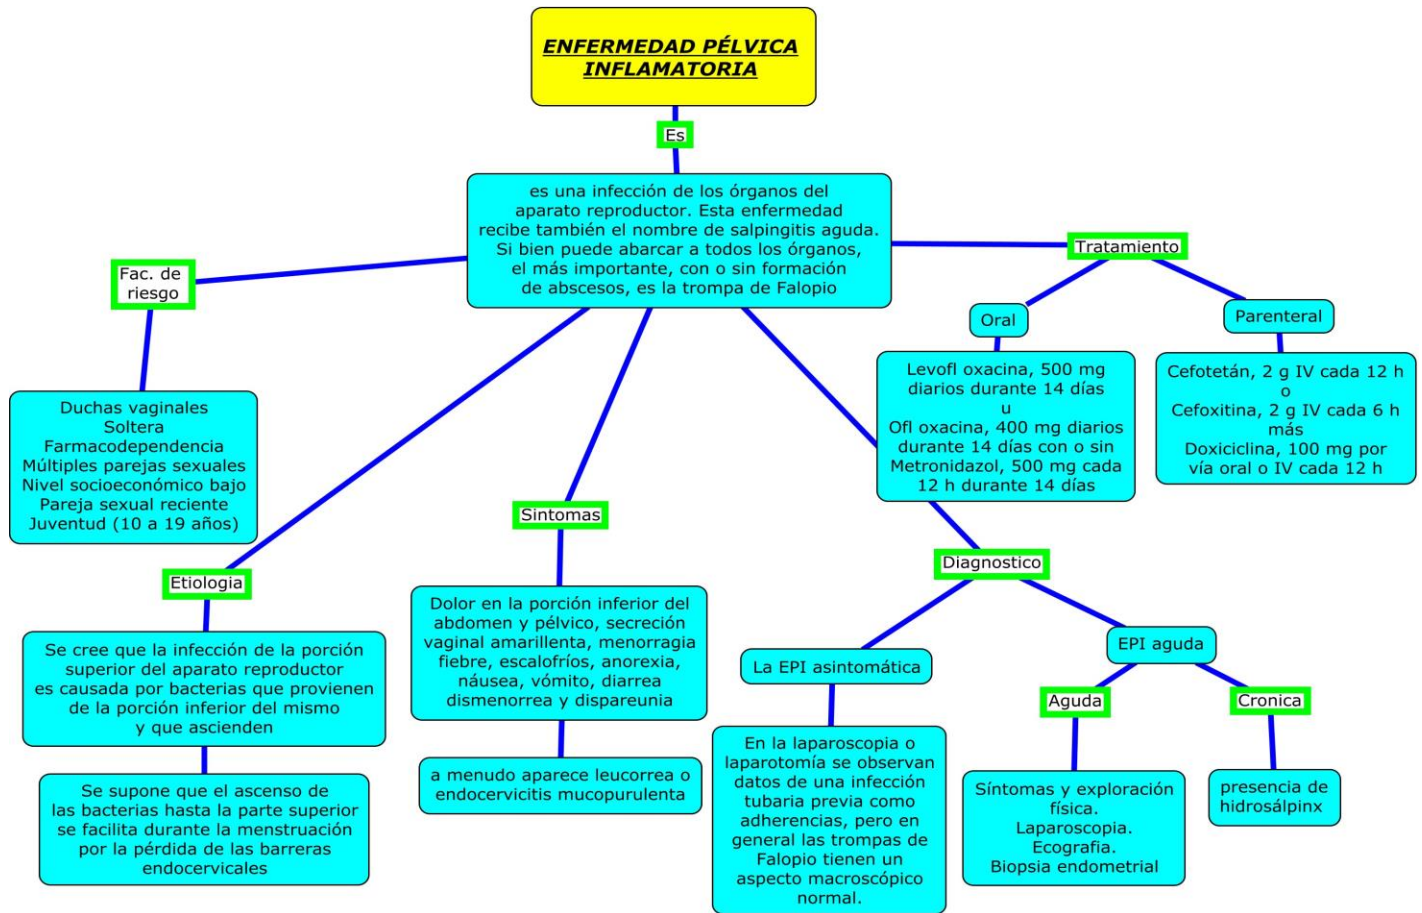 ENFERMEDAD PÉLVICA
INFLAMATORIA
Es
es una infección de los órganos del
aparato reproductor. Esta enfermedad
recibe también el nombre de salpingitis aguda.
Si bien puede abarcar a todos los órganos,
el más importante, con o sin formación
de abscesos, es la trompa de Falopio
Fac. de
riesgo
Duchas vaginales
Soltera
Farmacodependencia
Múltiples parejas sexuales
Nivel socioeconómico bajo
Pareja sexual reciente
Juventud (10 a 19 años)
Etiologia
Se cree que la infección de la porción
superior del aparato reproductor
es causada por bacterias que provienen
de la porción inferior del mismo
y que ascienden
Se supone que el ascenso de
las bacterias hasta la parte superior
se facilita durante la menstruación
por la pérdida de las barreras
endocervicales
Sintomas
Dolor en la porción inferior del
abdomen y pélvico, secreción
vaginal amarillenta, menorragia
fiebre, escalofríos, anorexia,
náusea, vómito, diarrea
dismenorrea y dispareunia
a menudo aparece leucorrea o
endocervicitis mucopurulenta
Tratamiento
Oral
Levofl oxacina, 500 mg
diarios durante 14 días
u
Ofl oxacina, 400 mg diarios
durante 14 días con o sin
Metronidazol, 500 mg cada
12 h durante 14 días
Parenteral
Cefotetán, 2 g IV cada 12 h
o
Cefoxitina, 2 g IV cada 6 h
más
Doxiciclina, 100 mg por
vía oral o IV cada 12 h
Diagnostico
La EPI asintomática
En la laparoscopia o
laparotomía se observan
datos de una infección
tubaria previa como
adherencias, pero en
general las trompas de
Falopio tienen un
aspecto macroscópico
normal.
EPI aguda
Aguda
Síntomas y exploración
física.
Laparoscopia.
Ecografia.
Biopsia endometrial
Cronica
presencia de
hidrosálpinx